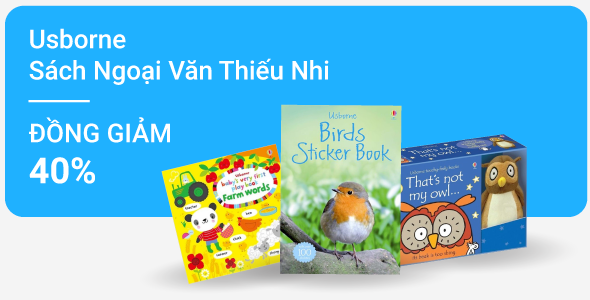 Usborne
Sách Ngoại Văn Thiếu Nhi
ĐỒNG GIẢM
40%
Usborne
baby's very first
play book
Farm words
Usborne
Birds
Sticker Book
100
That's not
my owl...